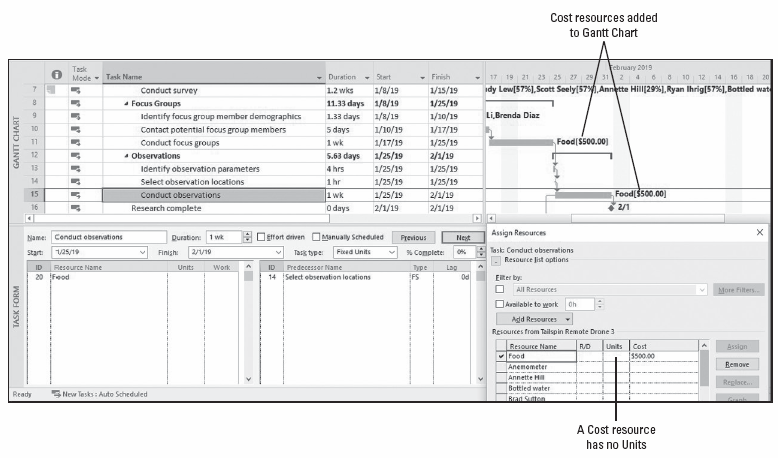 Cost resources added
to Gantt Chart
Task
Mode Task Name Duration Start Finish
February 2019
17 19 21 23 25 27 29 31 2 4 6 8 10 12 14 16 18 20
7 Conduct survey 1.2 wks 1/8/19 1/15/19 dy Lew[57%],Scott Seely[57%],Annette Hill[29%],Ryan Ihrig[57%],Bottled wate
8 Focus Groups 11.33 days 1/8/19 1/25/19
9 Identify focus group member demographics 1.33 days 1/8/19 1/10/19 Li,Brenda Diaz
10 Contact potential focus group members 5 days 1/10/19 1/17/19
11 Conduct focus groups 1 wk 1/17/19 1/25/19 Food[$500.00]
12 Observations 5.63 days 1/25/19 2/1/19
13 Identify observation parameters 4 hrs 1/25/19 1/25/19
14 Select observation locations 1 hr 1/25/19 1/25/19
15 Conduct observations 1 wk 1/25/19 2/1/19 Food[$500.00]
16 Research complete 0 days 2/1/19 2/1/19 2/1
GANTT CHART
Name: Conduct observations Duration: 1 wk Effort driven Manually Scheduled Previous Next
Start: 1/25/19 Finish: 2/1/19 Task type: Fixed Units % Complete: 0%
ID Resource Name Units Work ID Predecessor Name Type Lag
20 Food 14 Select observation locations FS 0d
TASK FORM
Ready New Tasks : Auto Scheduled
Assign Resources
Task: Conduct observations
- Resource list options
Filter by:
All Resources More Filters...
Available to work 0h
Add Resources
Resources from Tailspin Remote Drone 3
Resource Name R/D Units Cost Assign
Food $500.00
Anemometer Remove
Annette Hill
Bottled water Replace...
Brad Sutton Graph
A Cost resource
has no Units